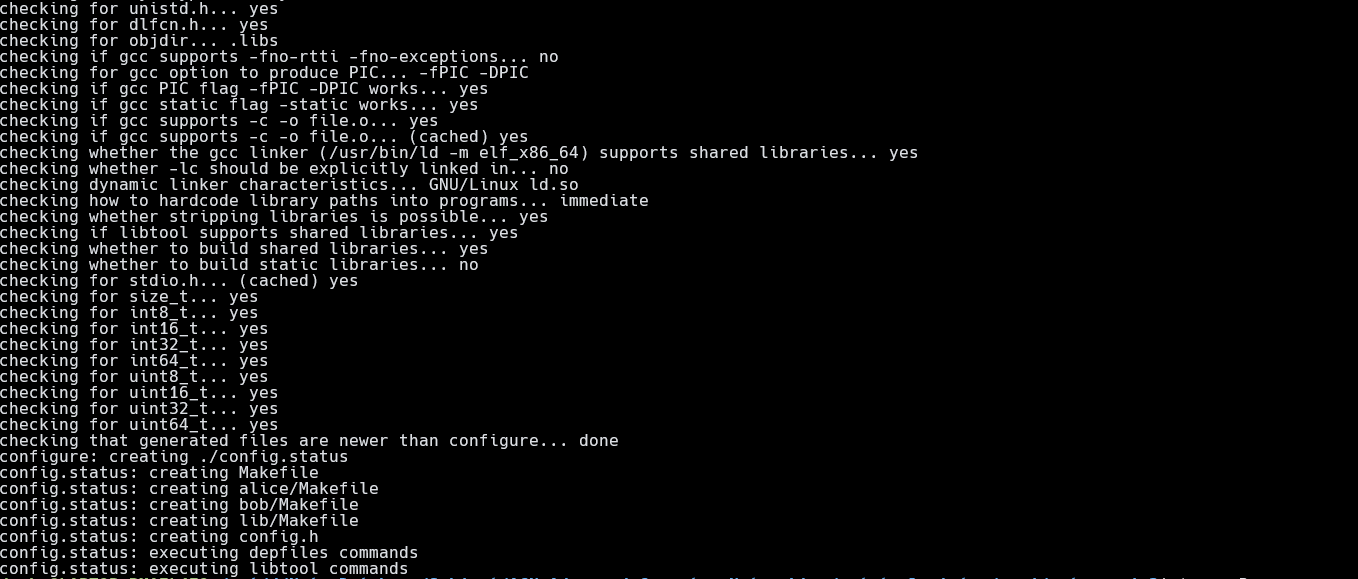 checking for unistd.h... yes
checking for dlfcn.h... yes
checking for objdir... .libs
checking if gcc supports -fno-rtti -fno-exceptions... no
checking for gcc option to produce PIC... -fPIC -DPIC
checking if gcc PIC flag -fPIC -DPIC works... yes
checking if gcc static flag -static works... yes
checking if gcc supports -c -o file.o... yes
checking if gcc supports -c -o file.o... (cached) yes
checking whether the gcc linker (/usr/bin/ld -m elf_x86_64) supports shared libraries... yes
checking whether -lc should be explicitly linked in... no
checking dynamic linker characteristics... GNU/Linux ld.so
checking how to hardcode library paths into programs... immediate
checking whether stripping libraries is possible... yes
checking if libtool supports shared libraries... yes
checking whether to build shared libraries... yes
checking whether to build static libraries... no
checking for stdio.h... (cached) yes
checking for size_t... yes
checking for int8_t... yes
checking for int16_t... yes
checking for int32_t... yes
checking for int64_t... yes
checking for uint8_t... yes
checking for uint16_t... yes
checking for uint32_t... yes
checking for uint64_t... yes
checking that generated files are newer than configure... done
configure: creating ./config.status
config.status: creating Makefile
config.status: creating alice/Makefile
config.status: creating bob/Makefile
config.status: creating lib/Makefile
config.status: creating config.h
config.status: executing depfiles commands
config.status: executing libtool commands